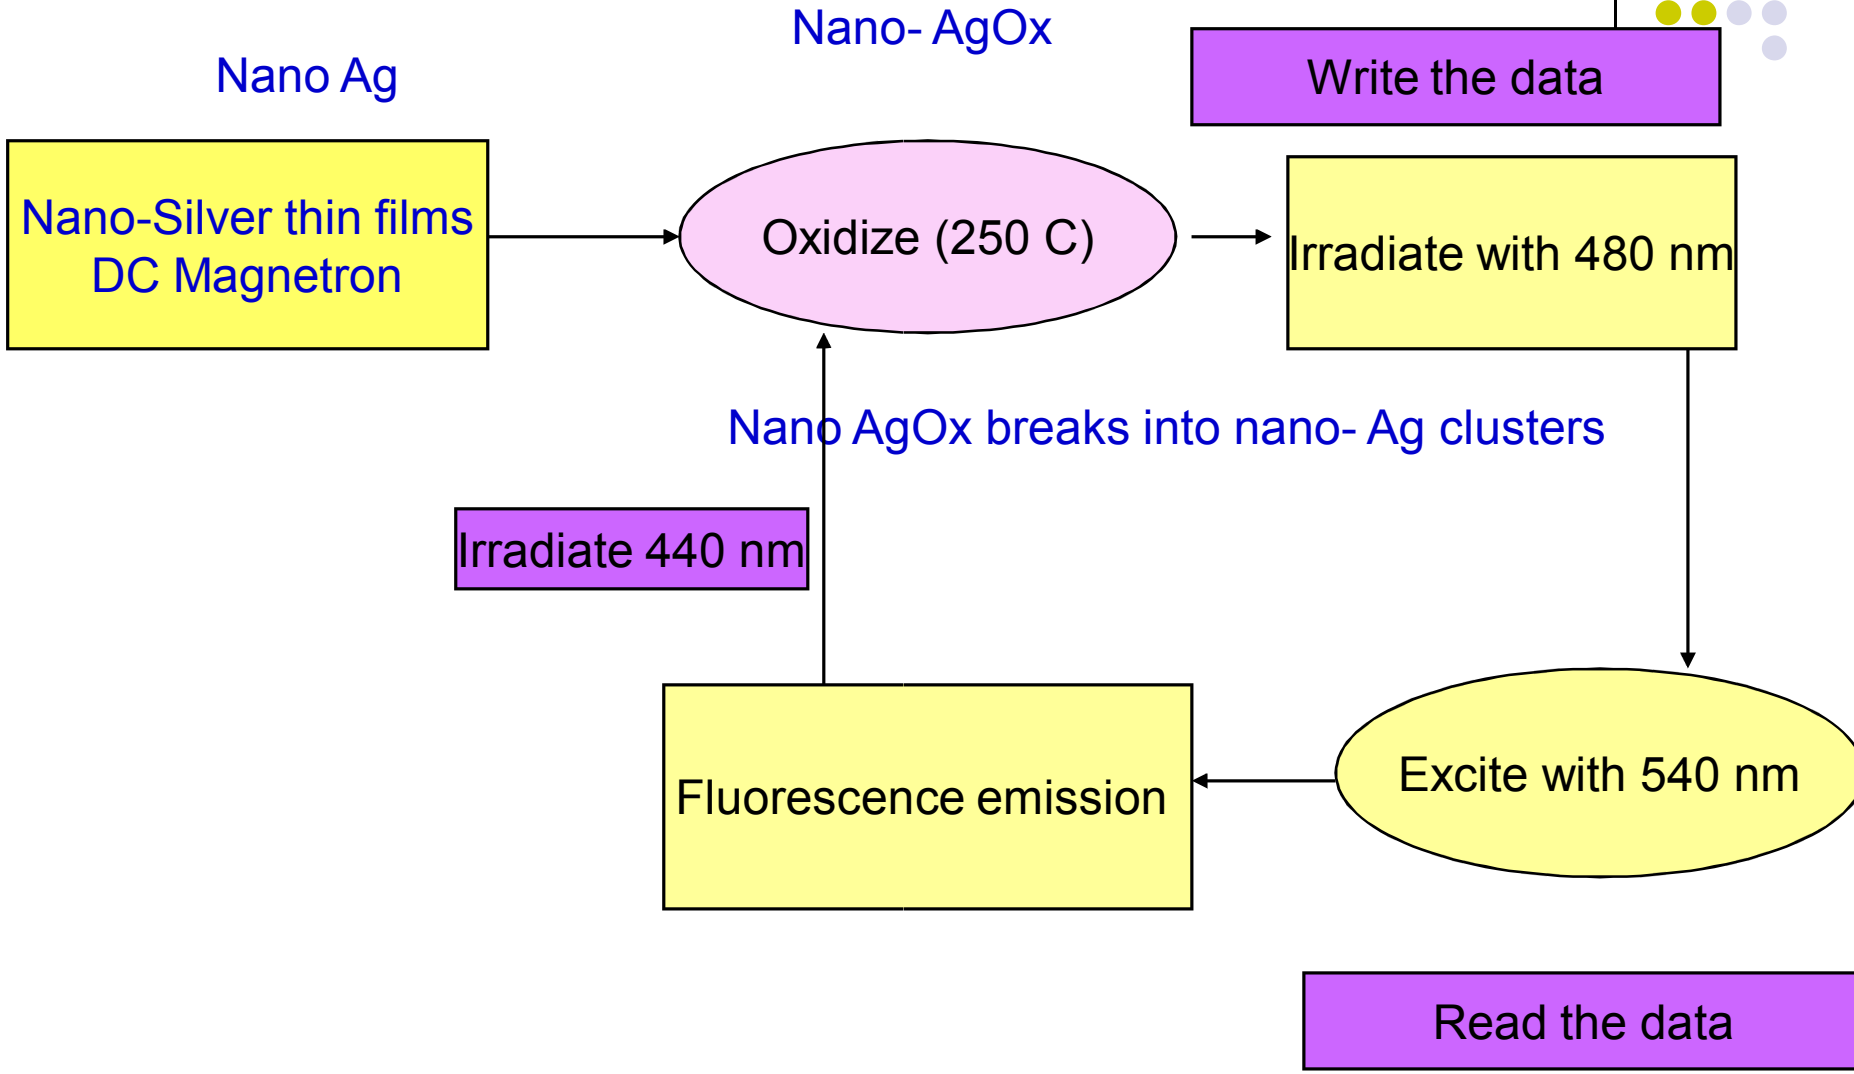 Nano- AgOx
Nano Ag
Write the data
Nano-Silver thin films
DC Magnetron
Oxidize (250 C)
Irradiate with 480 nm
Nano AgOx breaks into nano- Ag clusters
Irradiate 440 nm
Excite with 540 nm
Fluorescence emission
Read the data